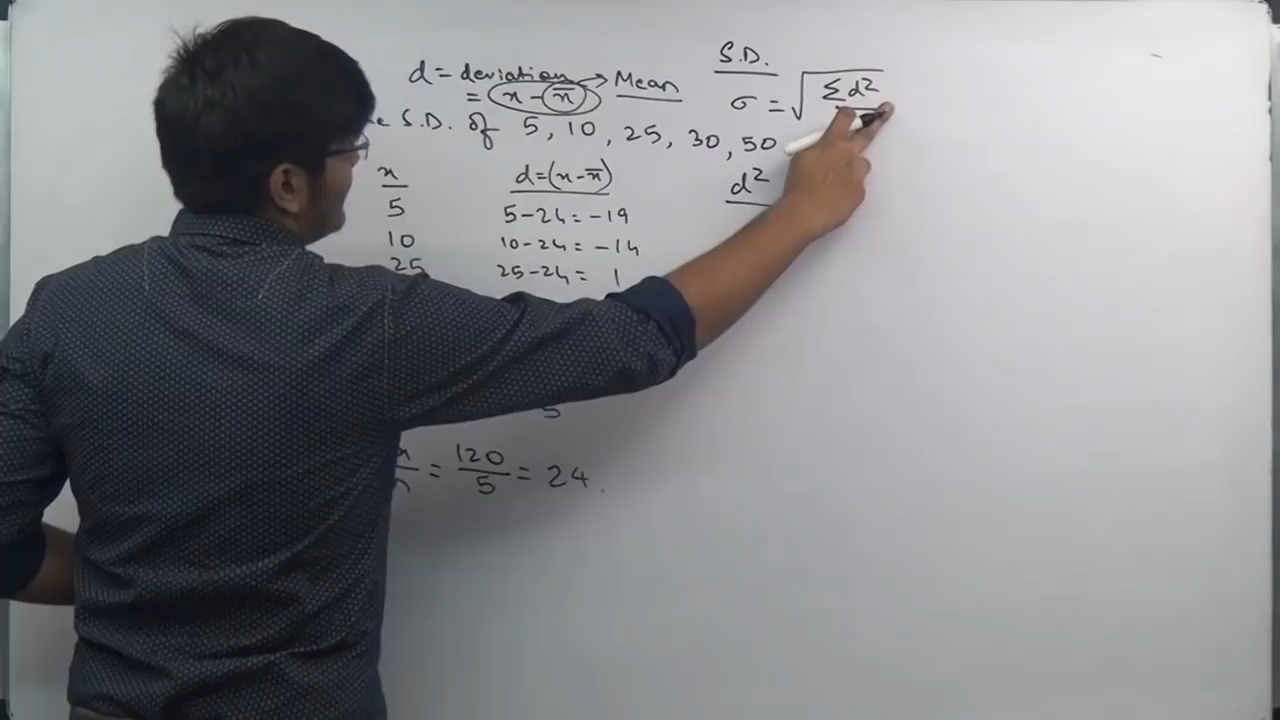 S.D.
d = deviation → Mean
= x - x̄
σ = √Σd²
S.D. of 5, 10, 25, 30, 50
x d=(x-x̄) d²
5 5-24 = -19
10 10-24 = -14
25 25-24 = 1
5
= 120/5 = 24.